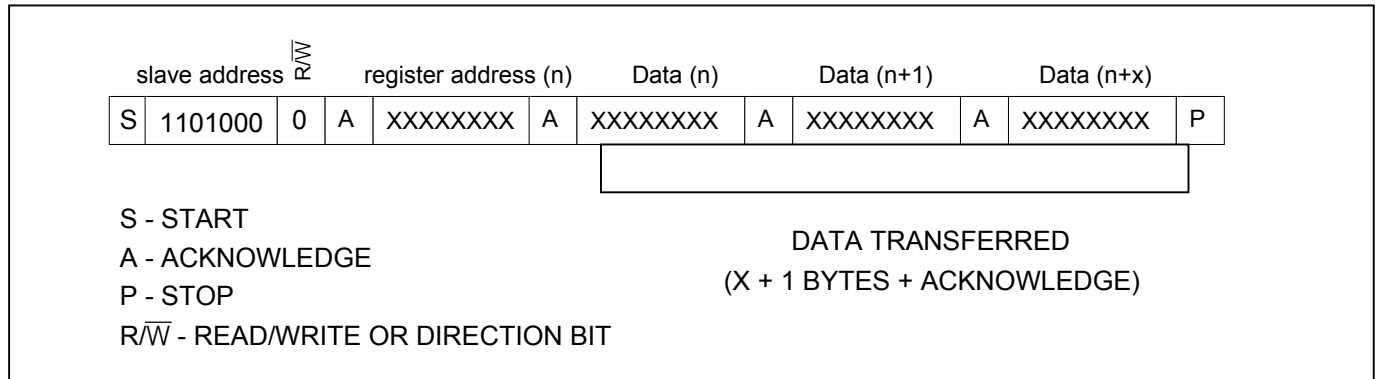 slave address R/W̅ register address (n) Data (n) Data (n+1) Data (n+x)
S 1101000 0 A XXXXXXXX A XXXXXXXX A XXXXXXXX A XXXXXXXX P
S - START
A - ACKNOWLEDGE
P - STOP
R/W̅ - READ/WRITE OR DIRECTION BIT
DATA TRANSFERRED
(X + 1 BYTES + ACKNOWLEDGE)